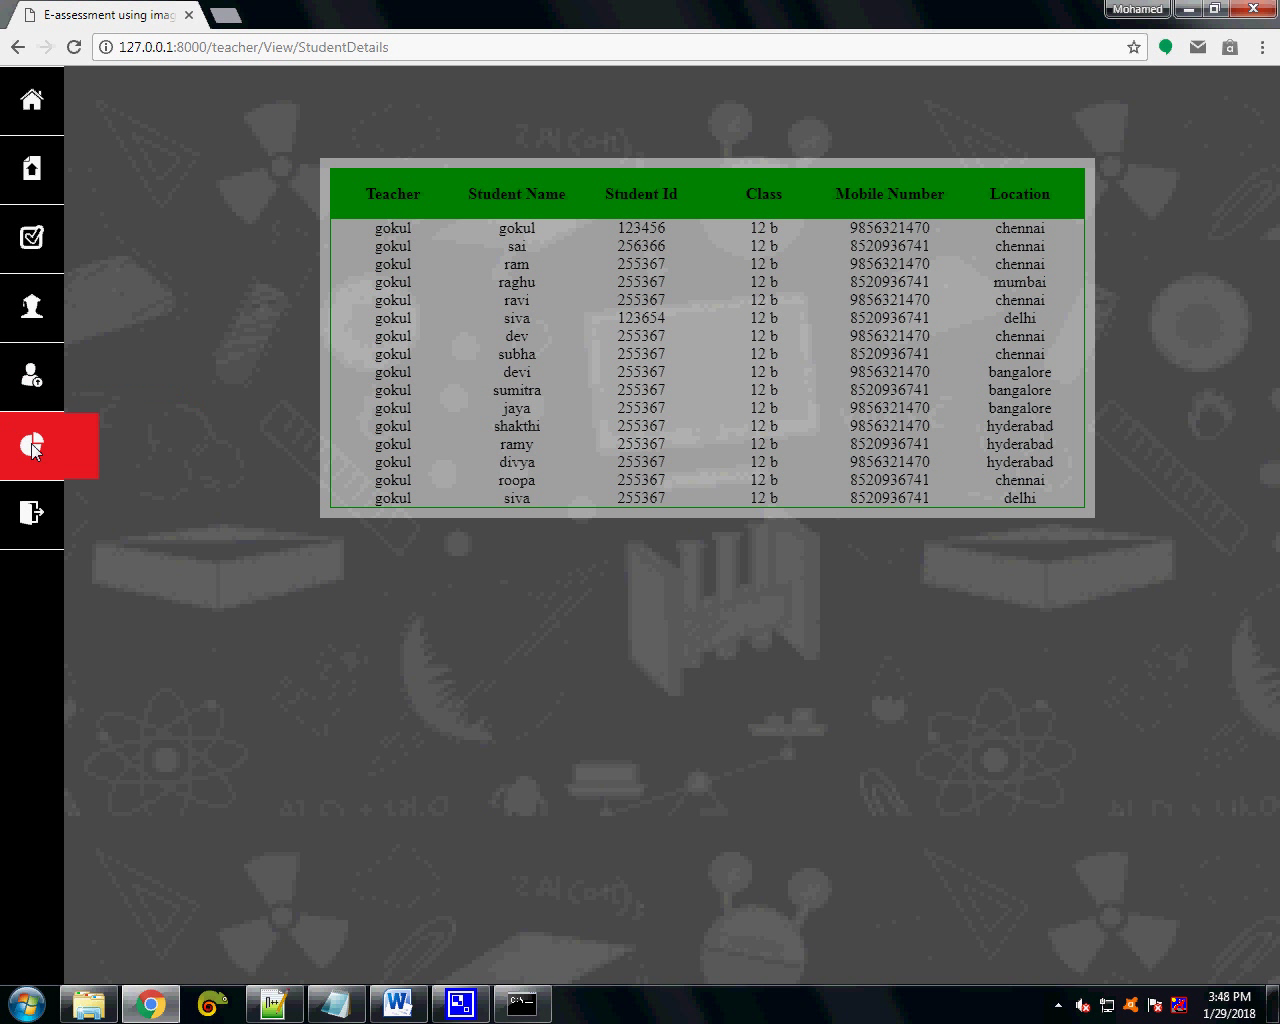 E-assessment using imag
Mohamed
127.0.0.1:8000/teacher/View/StudentDetails
Teacher Student Name Student Id Class Mobile Number Location
gokul gokul 123456 12 b 9856321470 chennai
gokul sai 256366 12 b 8520936741 chennai
gokul ram 255367 12 b 9856321470 chennai
gokul raghu 255367 12 b 8520936741 mumbai
gokul ravi 255367 12 b 9856321470 chennai
gokul siva 123654 12 b 8520936741 delhi
gokul dev 255367 12 b 9856321470 chennai
gokul subha 255367 12 b 8520936741 chennai
gokul devi 255367 12 b 9856321470 bangalore
gokul sumitra 255367 12 b 8520936741 bangalore
gokul jaya 255367 12 b 9856321470 bangalore
gokul shakthi 255367 12 b 9856321470 hyderabad
gokul ramy 255367 12 b 8520936741 hyderabad
gokul divya 255367 12 b 9856321470 hyderabad
gokul roopa 255367 12 b 8520936741 chennai
gokul siva 255367 12 b 8520936741 delhi
3:48 PM
1/29/2018